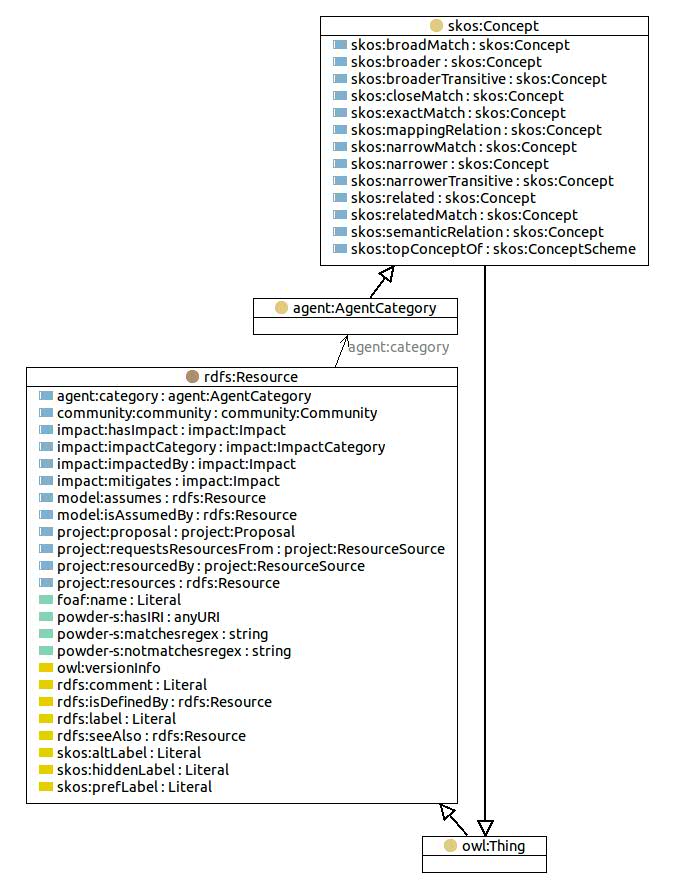 skos:Concept
skos:broadMatch : skos:Concept
skos:broader : skos:Concept
skos:broaderTransitive : skos:Concept
skos:closeMatch : skos:Concept
skos:exactMatch : skos:Concept
skos:mappingRelation : skos:Concept
skos:narrowMatch : skos:Concept
skos:narrower : skos:Concept
skos:narrowerTransitive : skos:Concept
skos:related : skos:Concept
skos:relatedMatch : skos:Concept
skos:semanticRelation : skos:Concept
skos:topConceptOf : skos:ConceptScheme
agent:AgentCategory
agent:category
rdfs:Resource
agent:category : agent:AgentCategory
community:community : community:Community
impact:hasImpact : impact:Impact
impact:impactCategory : impact:ImpactCategory
impact:impactedBy : impact:Impact
impact:mitigates : impact:Impact
model:assumes : rdfs:Resource
model:isAssumedBy : rdfs:Resource
project:proposal : project:Proposal
project:requestsResourcesFrom : project:ResourceSource
project:resourcedBy : project:ResourceSource
project:resources : rdfs:Resource
foaf:name : Literal
powder-s:hasIRI : anyURI
powder-s:matchesregex : string
powder-s:notmatchesregex : string
owl:versionInfo
rdfs:comment : Literal
rdfs:isDefinedBy : rdfs:Resource
rdfs:label : Literal
rdfs:seeAlso : rdfs:Resource
skos:altLabel : Literal
skos:hiddenLabel : Literal
skos:prefLabel : Literal
owl:Thing